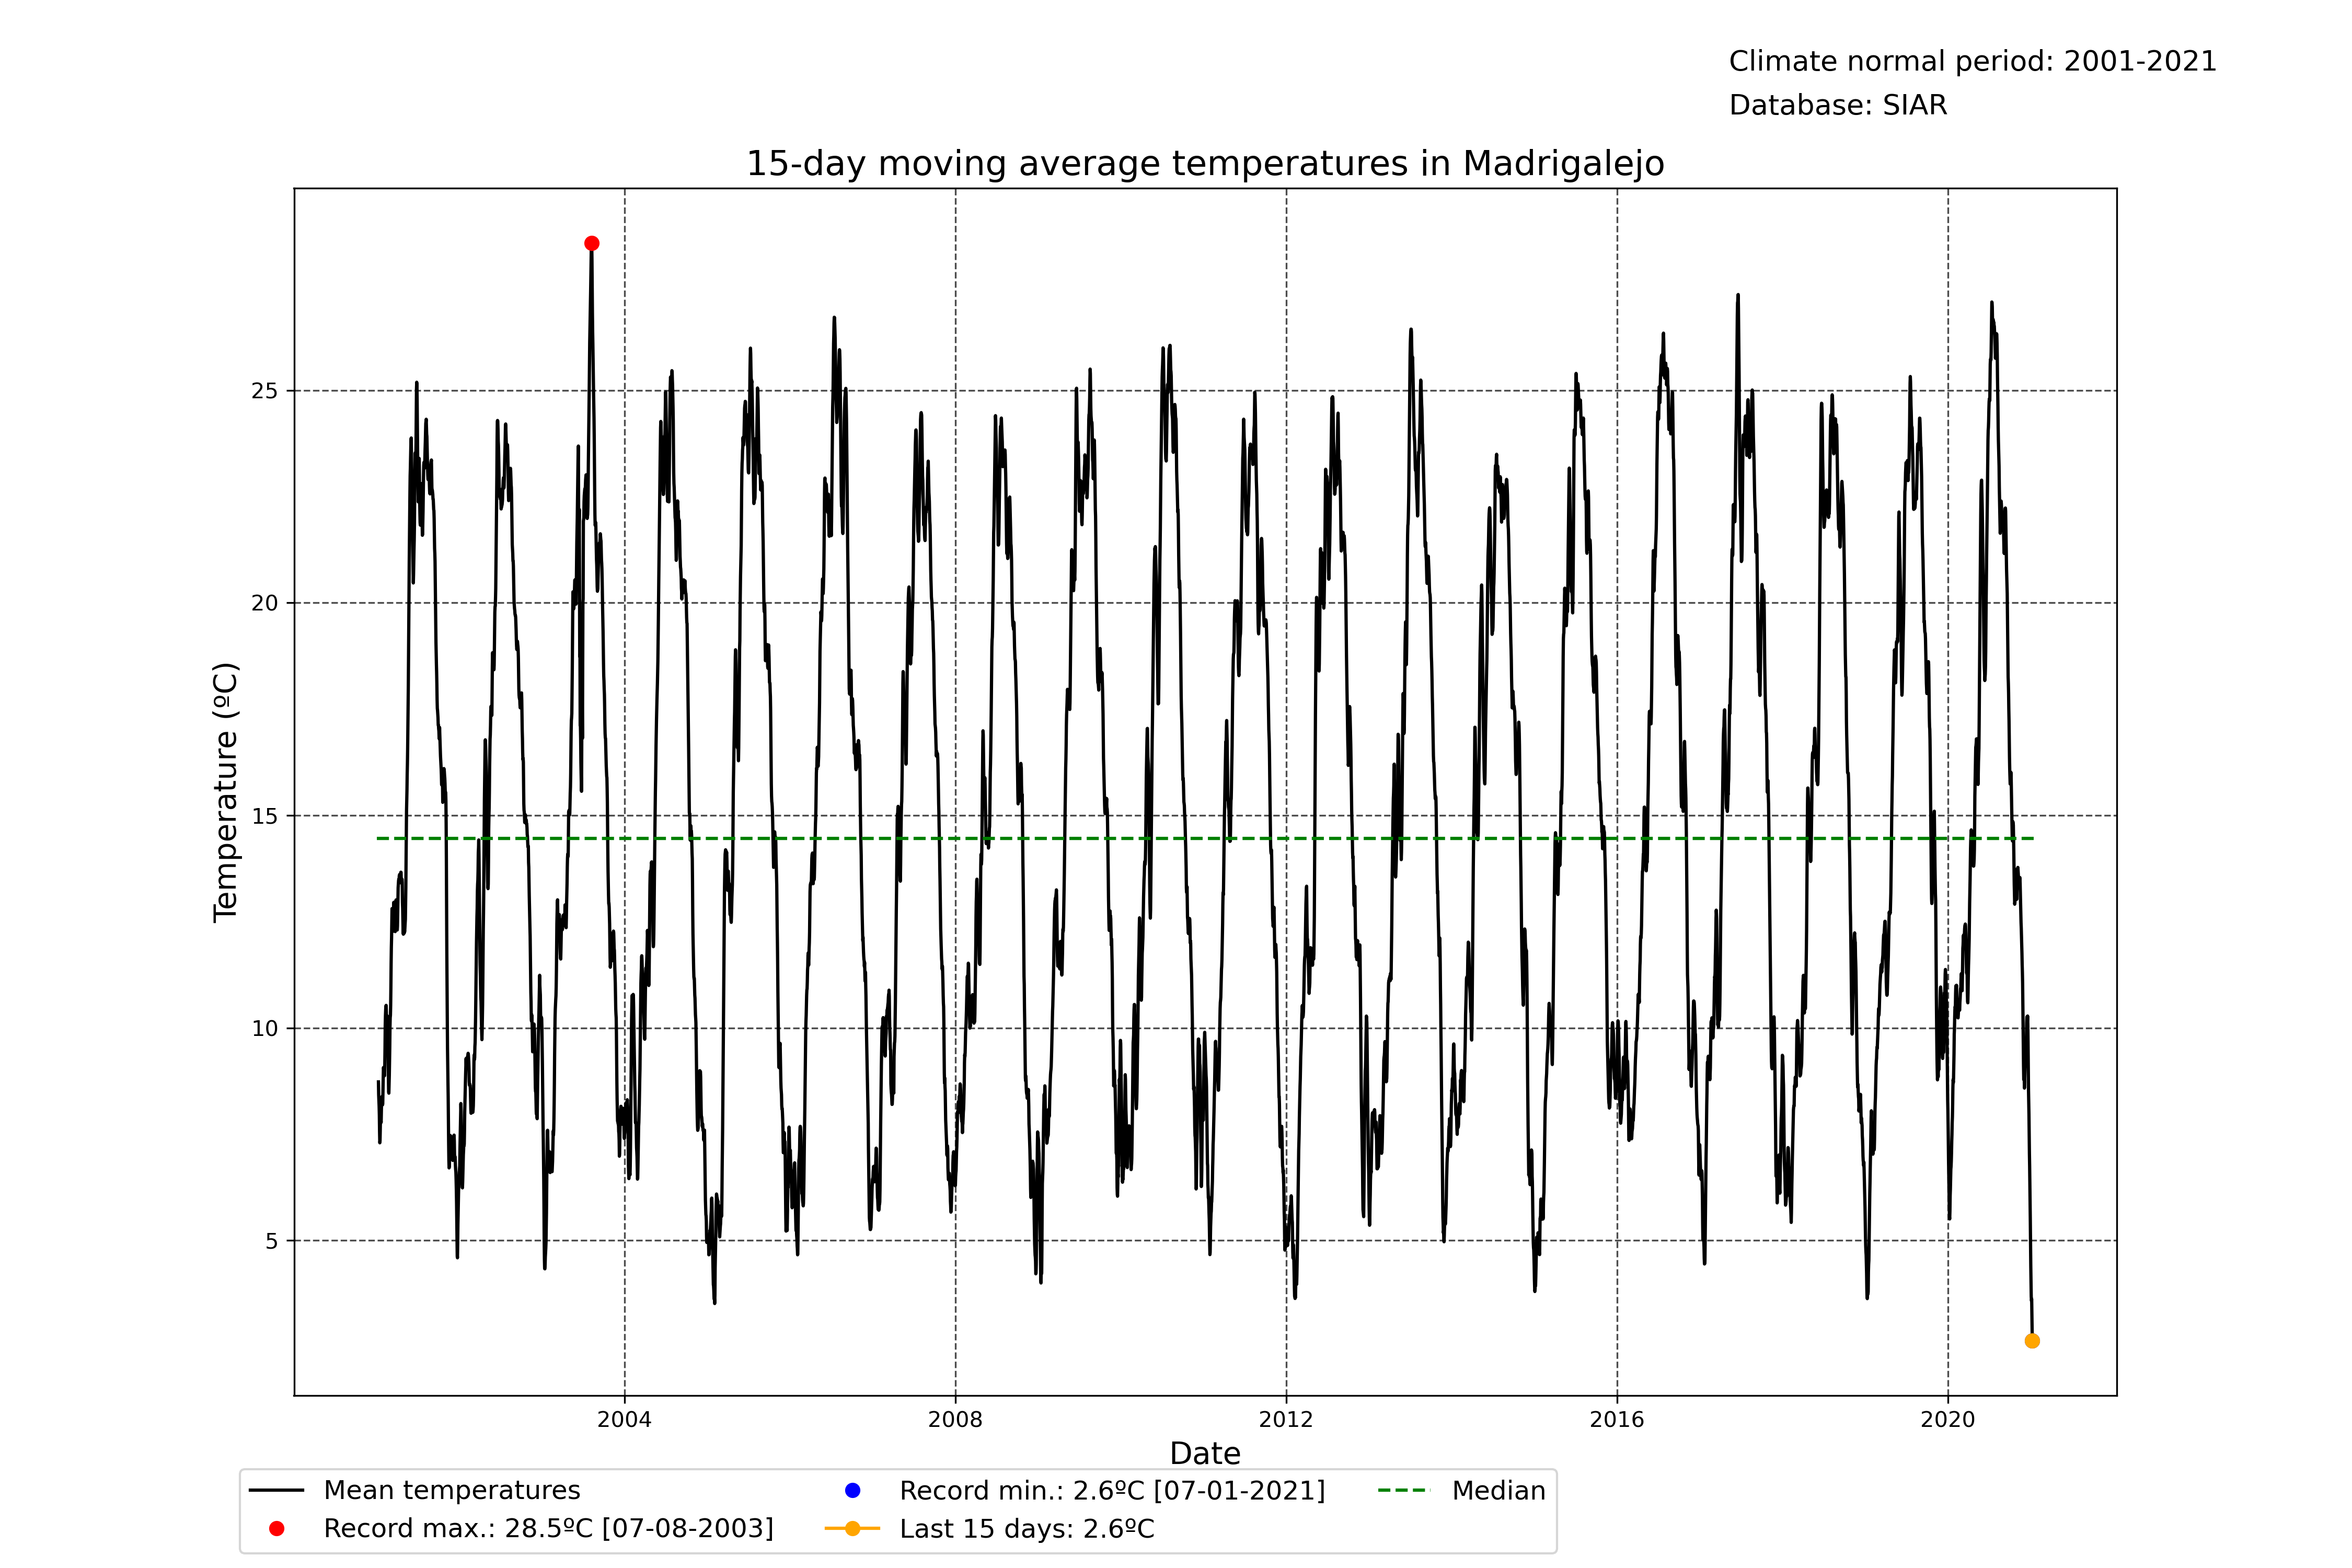 Climate normal period: 2001-2021
Database: SIAR
15-day moving average temperatures in Madrigalejo
Temperature (ºC)
25
20
15
10
5
2004 2008 2012 2016 2020
Date
Mean temperatures
Record max.: 28.5ºC [07-08-2003]
Record min.: 2.6ºC [07-01-2021]
Last 15 days: 2.6ºC
Median